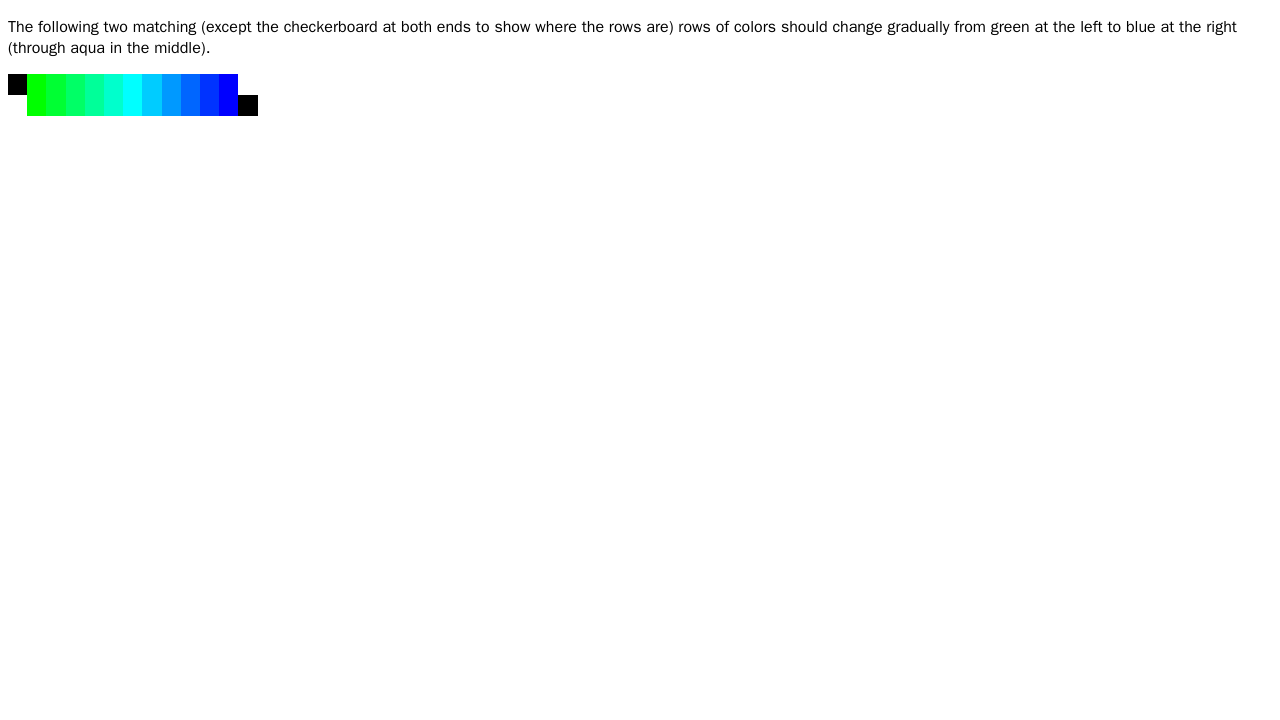 The following two matching (except the checkerboard at both ends to show where the rows are) rows of colors should change gradually from green at the left to blue at the right
(through aqua in the middle).